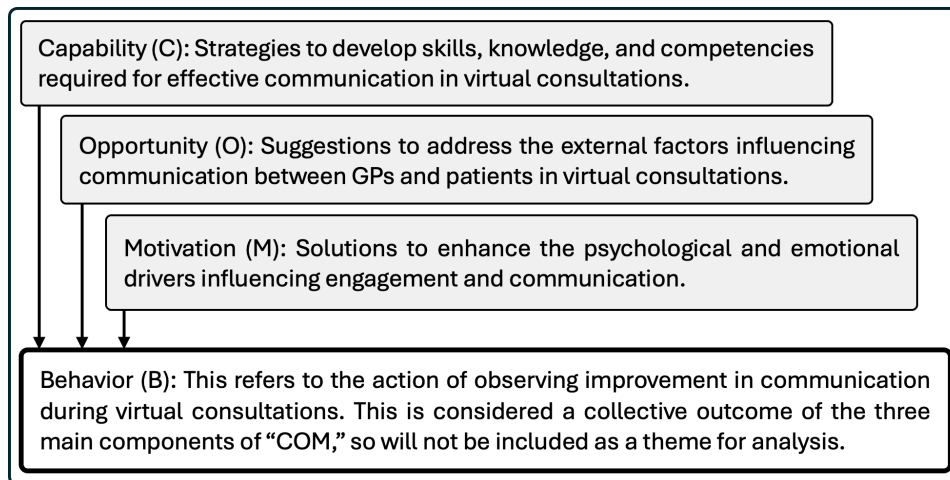 Capability (C): Strategies to develop skills, knowledge, and competencies
required for effective communication in virtual consultations.
Opportunity (O): Suggestions to address the external factors influencing
communication between GPs and patients in virtual consultations.
Motivation (M): Solutions to enhance the psychological and emotional
drivers influencing engagement and communication.
Behavior (B): This refers to the action of observing improvement in communication
during virtual consultations. This is considered a collective outcome of the three
main components of “COM,” so will not be included as a theme for analysis.